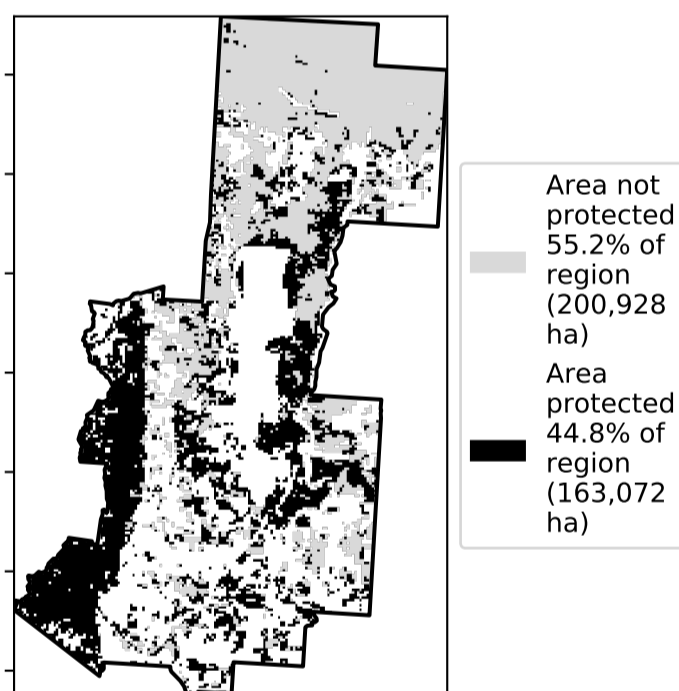 Area not
protected
55.2% of
region
(200,928
ha)
Area
protected
44.8% of
region
(163,072
ha)